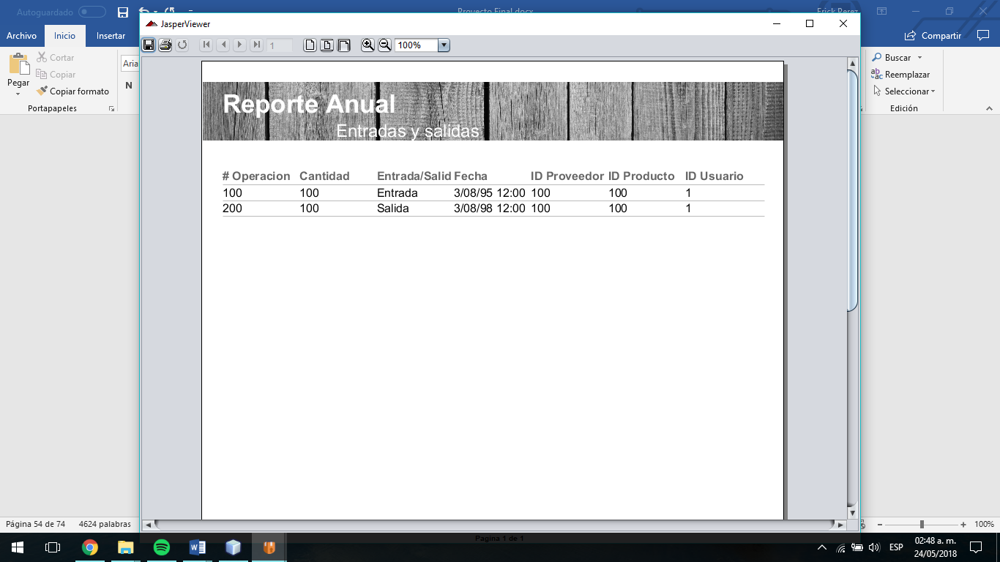 Autoguardado Proyecto Final.docx Erick Perez
JasperViewer
Archivo Inicio Insertar Compartir
1 100%
Cortar
Copiar
Copiar formato
Pegar
Portapapeles
Aria
N
Buscar
Reemplazar
Seleccionar
Edición
Reporte Anual
Entradas y salidas
# Operacion Cantidad Entrada/Salid Fecha ID Proveedor ID Producto ID Usuario
100 100 Entrada 3/08/95 12:00 100 100 1
200 100 Salida 3/08/98 12:00 100 100 1
Página 54 de 74 4624 palabras 100%
Pagina 1 de 1
ESP
02:48 a. m.
24/05/2018